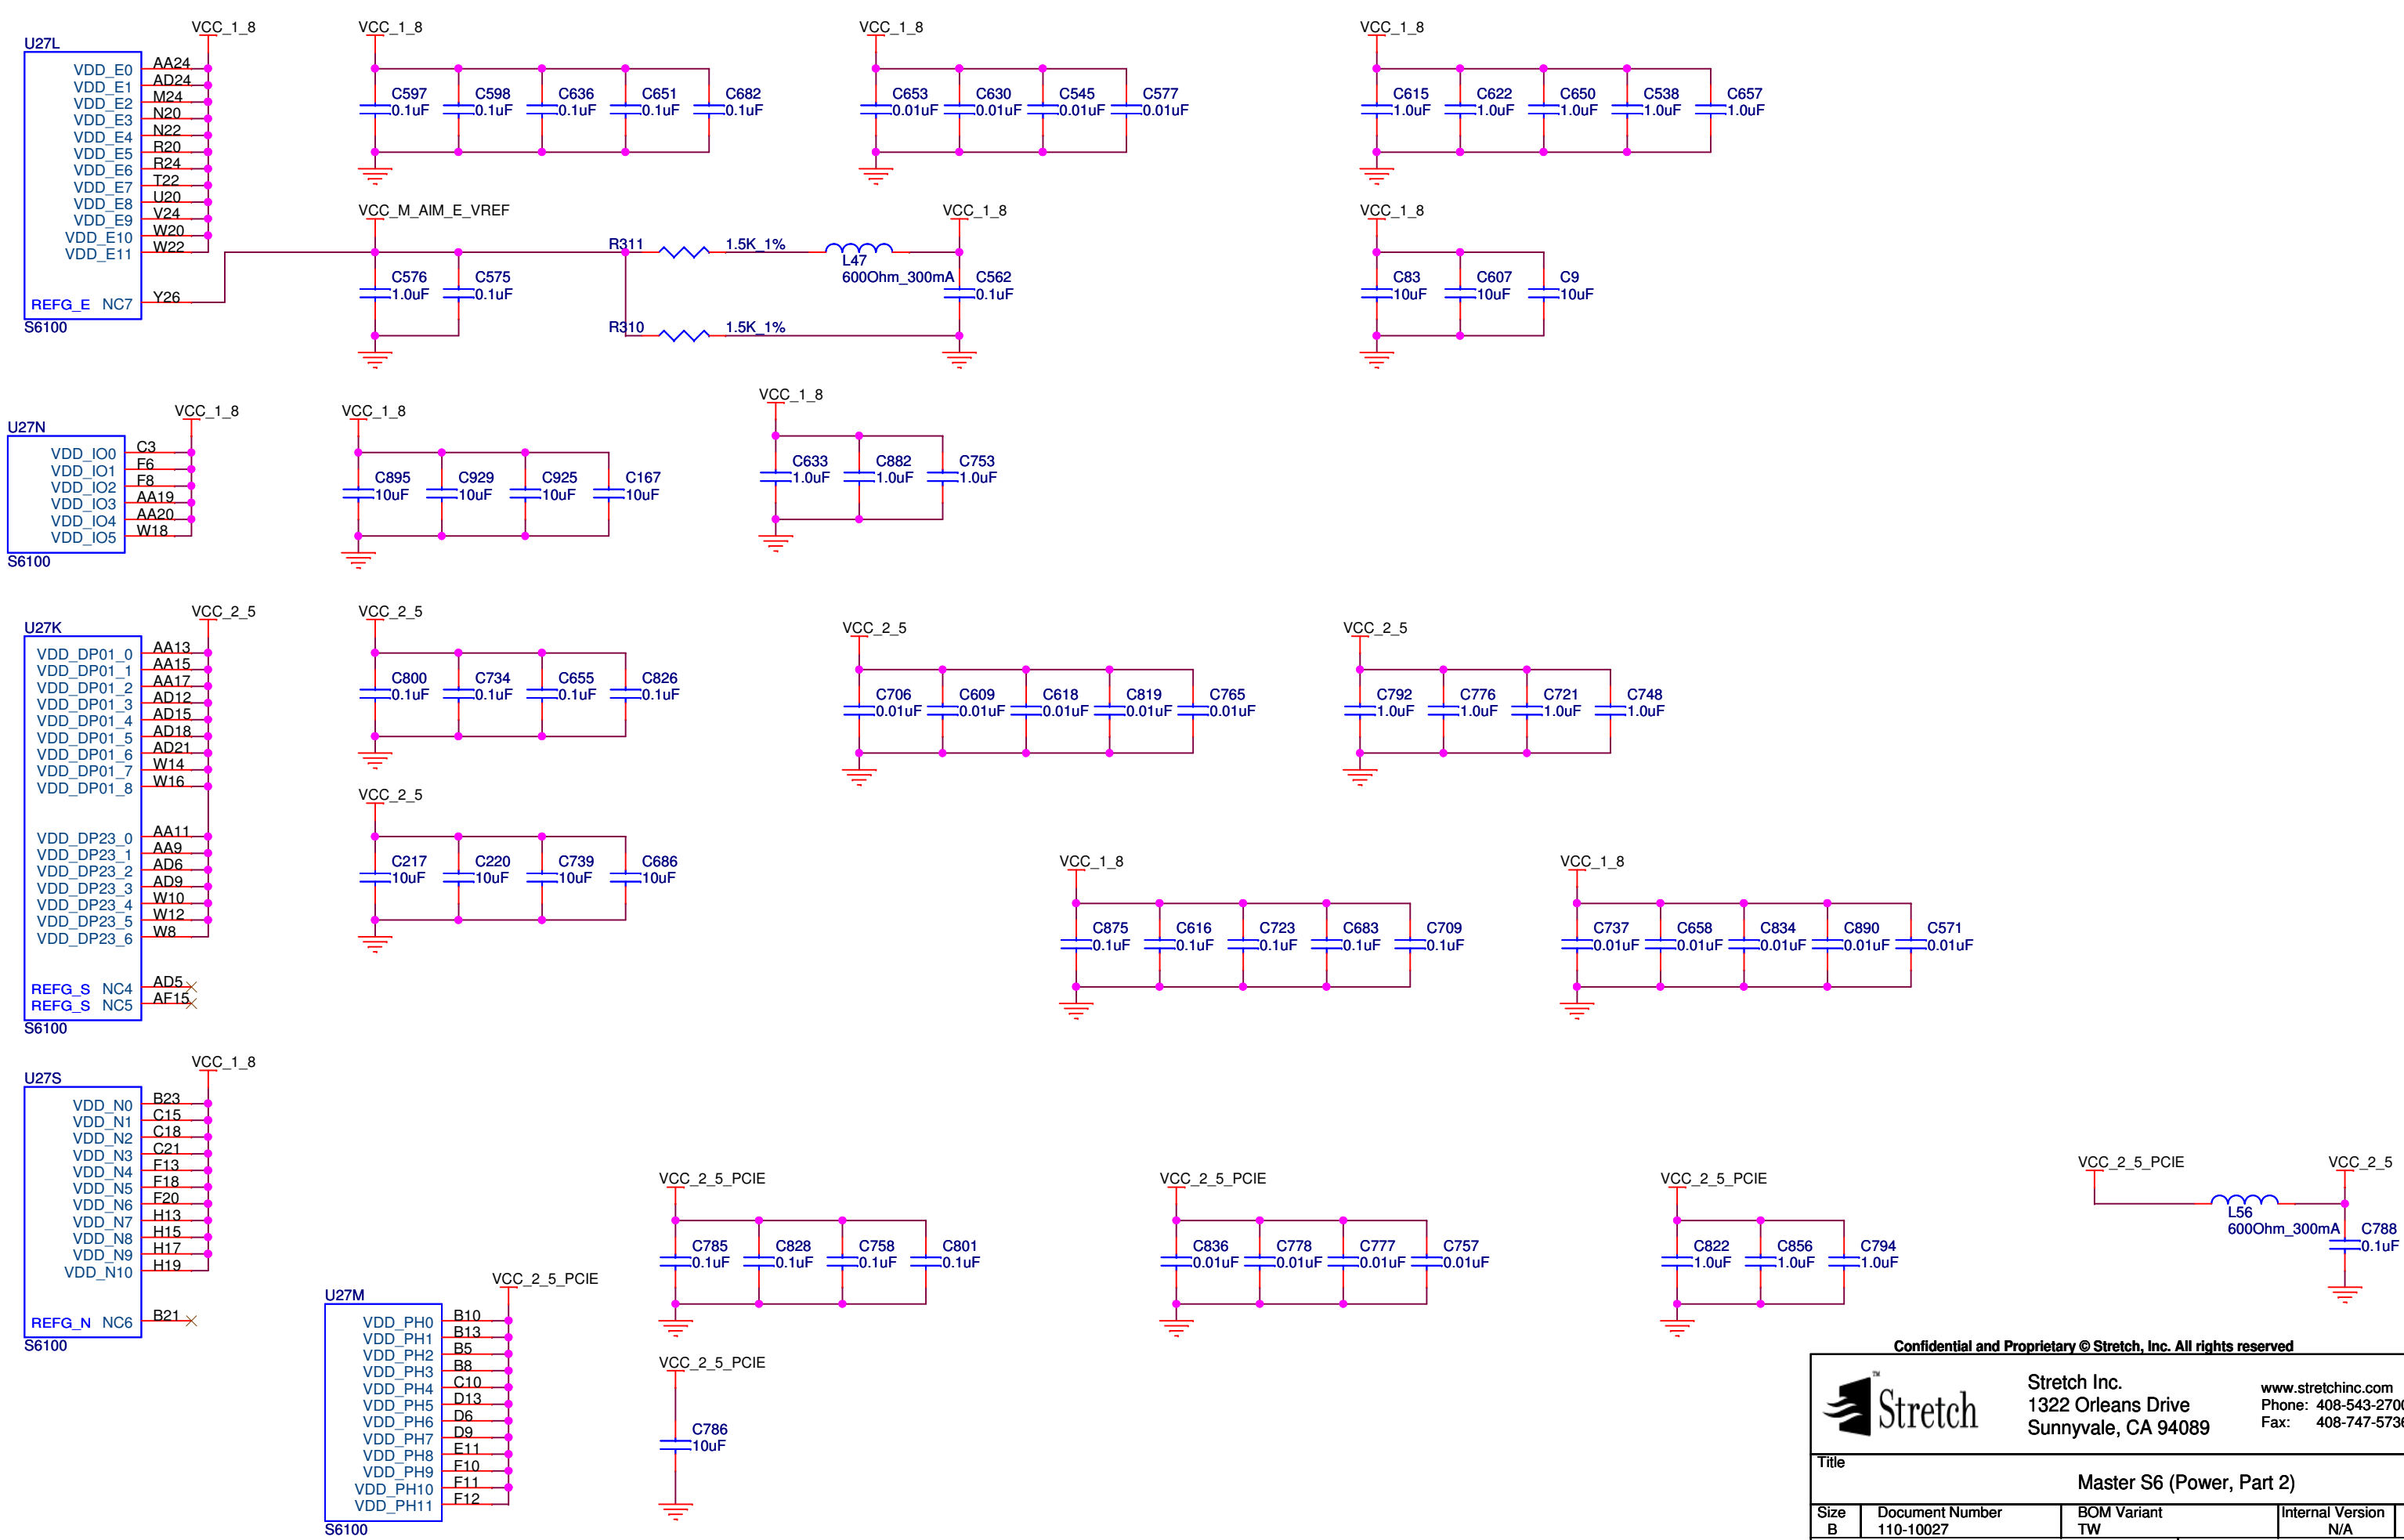 VCC_1_8
U27L
VDD_E0 AA24
VDD_E1 AD24
VDD_E2 M24
VDD_E3 N20
VDD_E4 N22
VDD_E5 R20
VDD_E6 R24
VDD_E7 T22
VDD_E8 U20
VDD_E9 V24
VDD_E10 W20
VDD_E11 W22
REFG_E NC7 Y26
S6100
VCC_1_8
C597 0.1uF
C598 0.1uF
C636 0.1uF
C651 0.1uF
C682 0.1uF
VCC_1_8
C653 0.01uF
C630 0.01uF
C545 0.01uF
C577 0.01uF
VCC_1_8
C615 1.0uF
C622 1.0uF
C650 1.0uF
C538 1.0uF
C657 1.0uF
VCC_M_AIM_E_VREF
C576 1.0uF
C575 0.1uF
R311 1.5K_1%
R310 1.5K_1%
L47
600Ohm_300mA
VCC_1_8
C562 0.1uF
VCC_1_8
C83 10uF
C607 10uF
C9 10uF
VCC_1_8
U27N
VDD_IO0 C3
VDD_IO1 F6
VDD_IO2 F8
VDD_IO3 AA19
VDD_IO4 AA20
VDD_IO5 W18
S6100
VCC_1_8
C895 10uF
C929 10uF
C925 10uF
C167 10uF
VCC_1_8
C633 1.0uF
C882 1.0uF
C753 1.0uF
VCC_2_5
U27K
VDD_DP01_0 AA13
VDD_DP01_1 AA15
VDD_DP01_2 AA17
VDD_DP01_3 AD12
VDD_DP01_4 AD15
VDD_DP01_5 AD18
VDD_DP01_6 AD21
VDD_DP01_7 W14
VDD_DP01_8 W16
VDD_DP23_0 AA11
VDD_DP23_1 AA9
VDD_DP23_2 AD6
VDD_DP23_3 AD9
VDD_DP23_4 W10
VDD_DP23_5 W12
VDD_DP23_6 W8
REFG_S NC4 AD5
REFG_S NC5 AF15
S6100
VCC_2_5
C800 0.1uF
C734 0.1uF
C655 0.1uF
C826 0.1uF
VCC_2_5
C706 0.01uF
C609 0.01uF
C618 0.01uF
C819 0.01uF
C765 0.01uF
VCC_2_5
C792 1.0uF
C776 1.0uF
C721 1.0uF
C748 1.0uF
VCC_2_5
C217 10uF
C220 10uF
C739 10uF
C686 10uF
VCC_1_8
C875 0.1uF
C616 0.1uF
C723 0.1uF
C683 0.1uF
C709 0.1uF
VCC_1_8
C737 0.01uF
C658 0.01uF
C834 0.01uF
C890 0.01uF
C571 0.01uF
VCC_1_8
U27S
VDD_N0 B23
VDD_N1 C15
VDD_N2 C18
VDD_N3 C21
VDD_N4 F13
VDD_N5 F18
VDD_N6 F20
VDD_N7 H13
VDD_N8 H15
VDD_N9 H17
VDD_N10 H19
REFG_N NC6 B21
S6100
VCC_2_5_PCIE
U27M
VDD_PH0 B10
VDD_PH1 B13
VDD_PH2 B5
VDD_PH3 B8
VDD_PH4 C10
VDD_PH5 D13
VDD_PH6 D6
VDD_PH7 D9
VDD_PH8 E11
VDD_PH9 F10
VDD_PH10 F11
VDD_PH11 F12
S6100
VCC_2_5_PCIE
C785 0.1uF
C828 0.1uF
C758 0.1uF
C801 0.1uF
VCC_2_5_PCIE
C836 0.01uF
C778 0.01uF
C777 0.01uF
C757 0.01uF
VCC_2_5_PCIE
C822 1.0uF
C856 1.0uF
C794 1.0uF
VCC_2_5_PCIE
L56
600Ohm_300mA
VCC_2_5
C788 0.1uF
VCC_2_5_PCIE
C786 10uF
Confidential and Proprietary © Stretch, Inc. All rights reserved
Stretch ™
Stretch Inc.
1322 Orleans Drive
Sunnyvale, CA 94089
www.stretchinc.com
Phone: 408-543-2700
Fax: 408-747-5736
Title
Master S6 (Power, Part 2)
Size
B
Document Number
110-10027
BOM Variant
TW
Internal Version
N/A